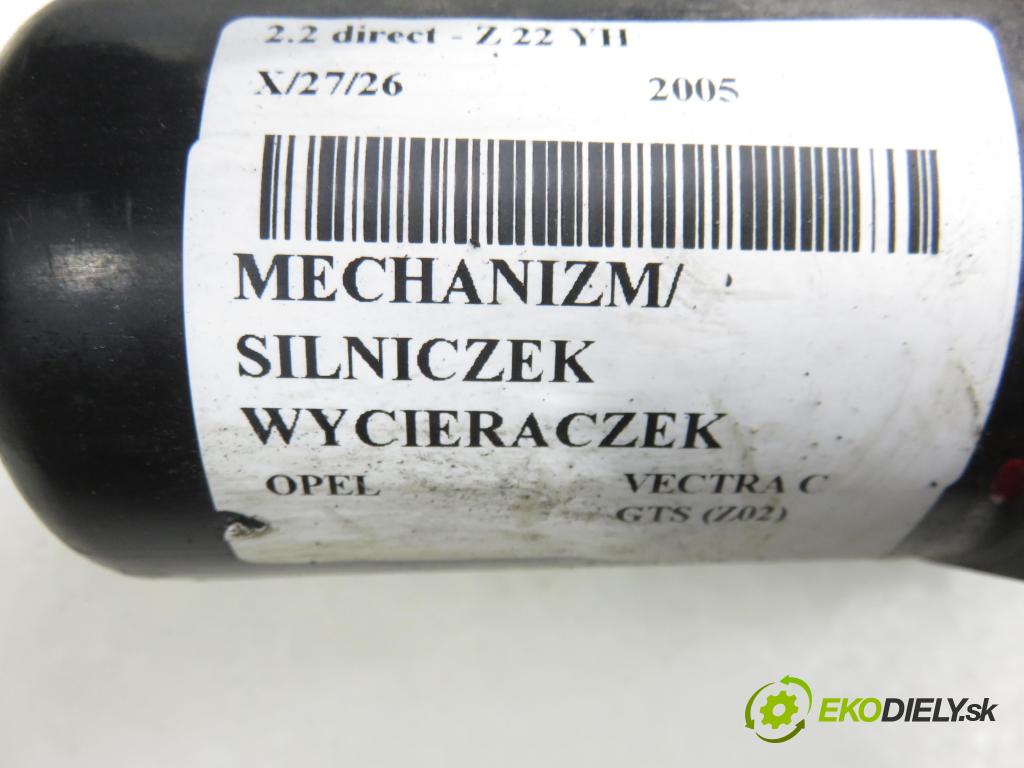 2.2 direct - Z 22 YH
X/27/26 2005
MECHANIZM/
SILNICZEK
WYCIERACZEK
OPEL VECTRA C
GTS (Z02)
EKODIELY.sk